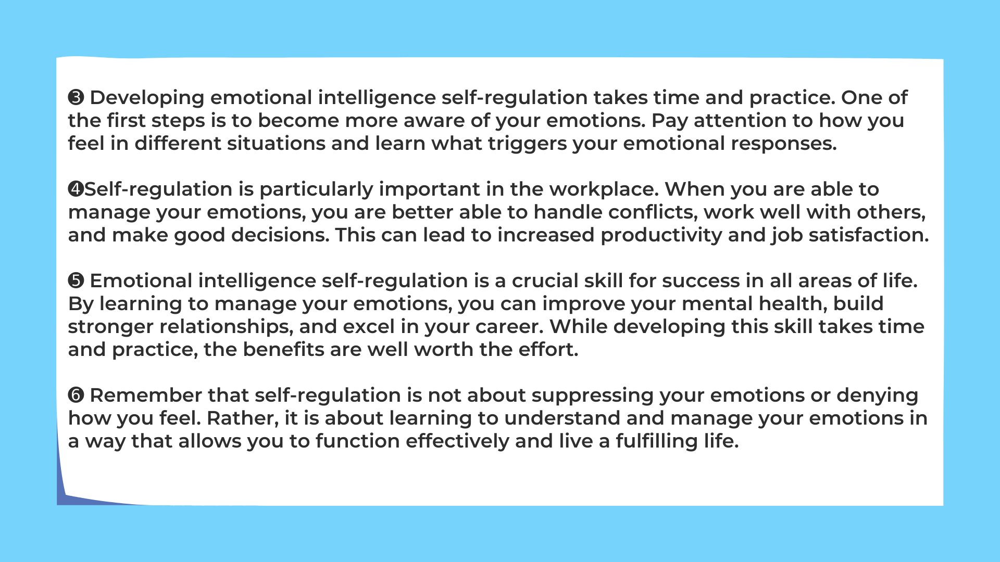 ➌ Developing emotional intelligence self-regulation takes time and practice. One of
the first steps is to become more aware of your emotions. Pay attention to how you
feel in different situations and learn what triggers your emotional responses.
➍Self-regulation is particularly important in the workplace. When you are able to
manage your emotions, you are better able to handle conflicts, work well with others,
and make good decisions. This can lead to increased productivity and job satisfaction.
➎ Emotional intelligence self-regulation is a crucial skill for success in all areas of life.
By learning to manage your emotions, you can improve your mental health, build
stronger relationships, and excel in your career. While developing this skill takes time
and practice, the benefits are well worth the effort.
➏ Remember that self-regulation is not about suppressing your emotions or denying
how you feel. Rather, it is about learning to understand and manage your emotions in
a way that allows you to function effectively and live a fulfilling life.